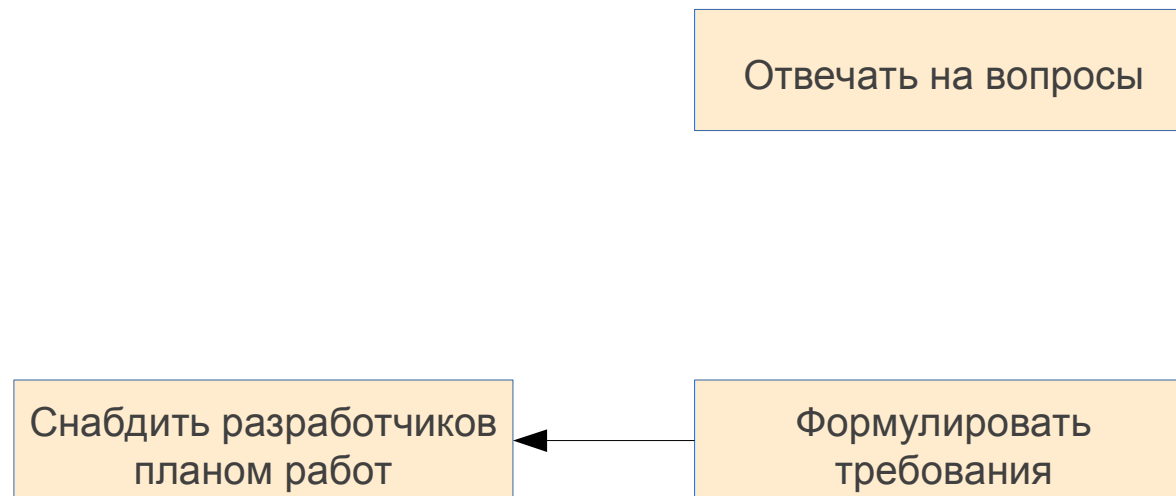 Отвечать на вопросы
Снабдить разработчиков
планом работ
Формулировать
требования